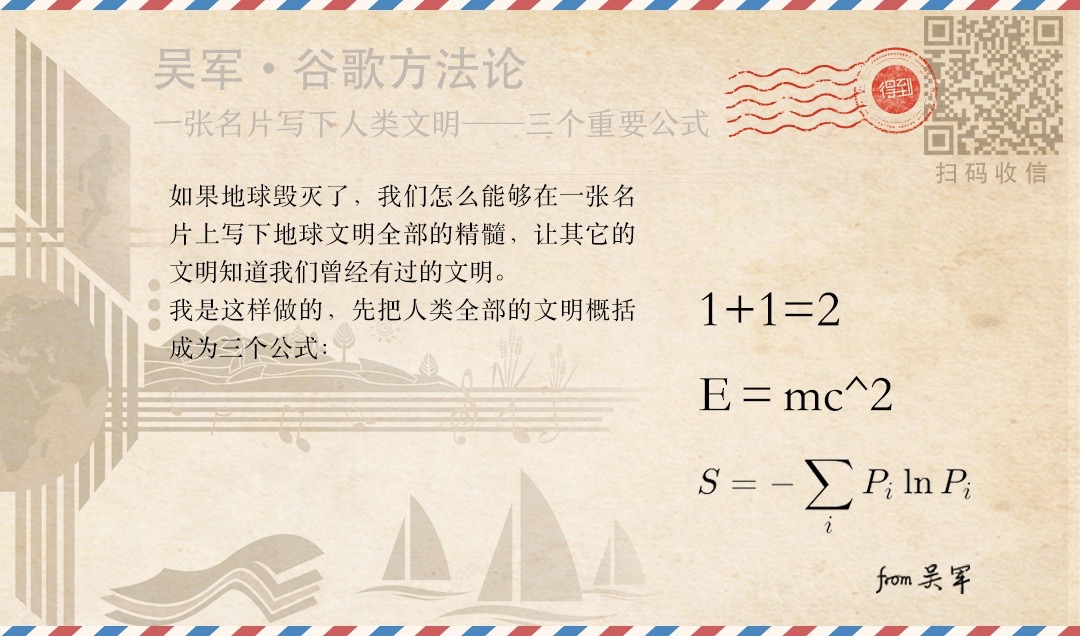 吴军·谷歌方法论
一张名片写下人类文明——三个重要公式
得到
扫码收信
如果地球毁灭了，我们怎么能够在一张名
片上写下地球文明全部的精髓，让其它的
文明知道我们曾经有过的文明。
我是这样做的，先把人类全部的文明概括
成为三个公式：
1+1=2
E = mc^2
S = − ∑_i P_i ln P_i
from 吴军